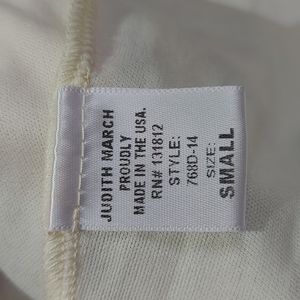 JUDITH MARCH
PROUDLY
MADE IN THE USA.
RN# 131812
STYLE:
768D-14
SIZE:
SMALL